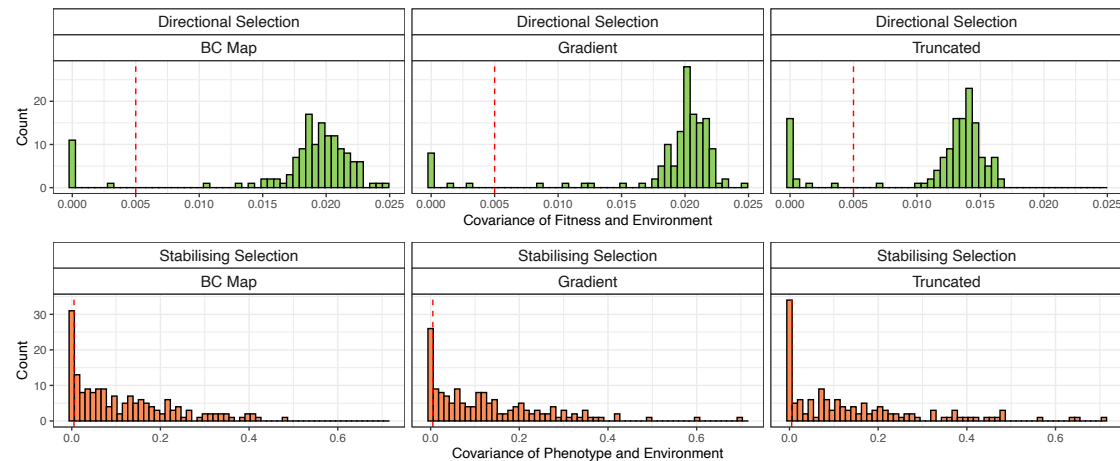 Directional Selection Directional Selection Directional Selection
BC Map Gradient Truncated
Count
20
10
0
0.000 0.005 0.010 0.015 0.020 0.025 0.000 0.005 0.010 0.015 0.020 0.025 0.000 0.005 0.010 0.015 0.020 0.025
Covariance of Fitness and Environment
Stabilising Selection Stabilising Selection Stabilising Selection
BC Map Gradient Truncated
Count
30
20
10
0
0.0 0.2 0.4 0.6 0.0 0.2 0.4 0.6 0.0 0.2 0.4 0.6
Covariance of Phenotype and Environment